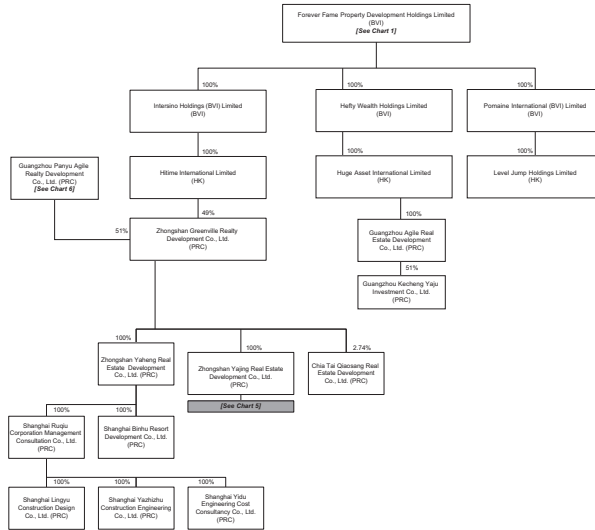 Forever Fame Property Development Holdings Limited
(BVI)
[See Chart 1]
100%
100%
100%
Intersino Holdings (BVI) Limited
(BVI)
Hefty Wealth Holdings Limited
(BVI)
Pomaine International (BVI) Limited
(BVI)
100%
100%
100%
Guangzhou Panyu Agile
Realty Development
Co., Ltd. (PRC)
[See Chart 6]
Hitime International Limited
(HK)
Huge Asset International Limited
(HK)
Level Jump Holdings Limited
(HK)
49%
100%
51%
Zhongshan Greenville Realty
Development Co., Ltd.
(PRC)
Guangzhou Agile Real
Estate Development
Co., Ltd. (PRC)
51%
Guangzhou Kecheng Yaju
Investment Co., Ltd.
(PRC)
100%
100%
2.74%
Zhongshan Yaheng Real
Estate Development
Co., Ltd. (PRC)
Zhongshan Yajing Real Estate
Development Co., Ltd.
(PRC)
[See Chart 5]
Chia Tai Qiaosang Real
Estate Development
Co., Ltd. (PRC)
100%
100%
Shanghai Ruqiu
Corporation Management
Consultation Co., Ltd.
(PRC)
Shanghai Binhu Resort
Development Co., Ltd.
(PRC)
100%
100%
100%
Shanghai Lingyu
Construction Design
Co., Ltd. (PRC)
Shanghai Yazhizhu
Construction Engineering
Co., Ltd. (PRC)
Shanghai Yidu
Engineering Cost
Consultancy Co., Ltd.
(PRC)